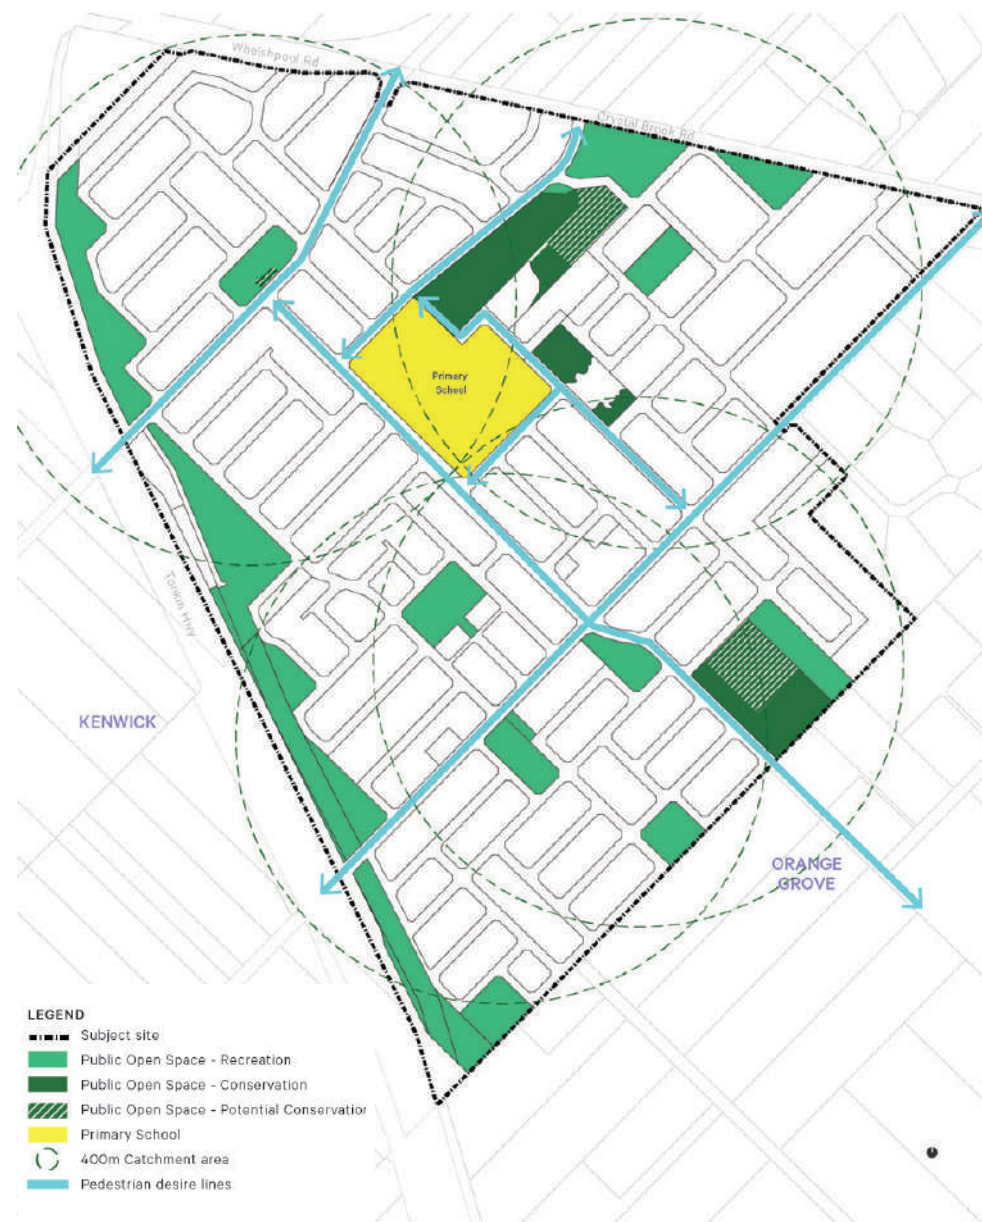 Whelshpool Rd
Crystal Brook Rd
Primary
School
Tonkin Hwy
KENWICK
ORANGE
GROVE
LEGEND
Subject site
Public Open Space - Recreation
Public Open Space - Conservation
Public Open Space - Potential Conservation
Primary School
400m Catchment area
Pedestrian desire lines